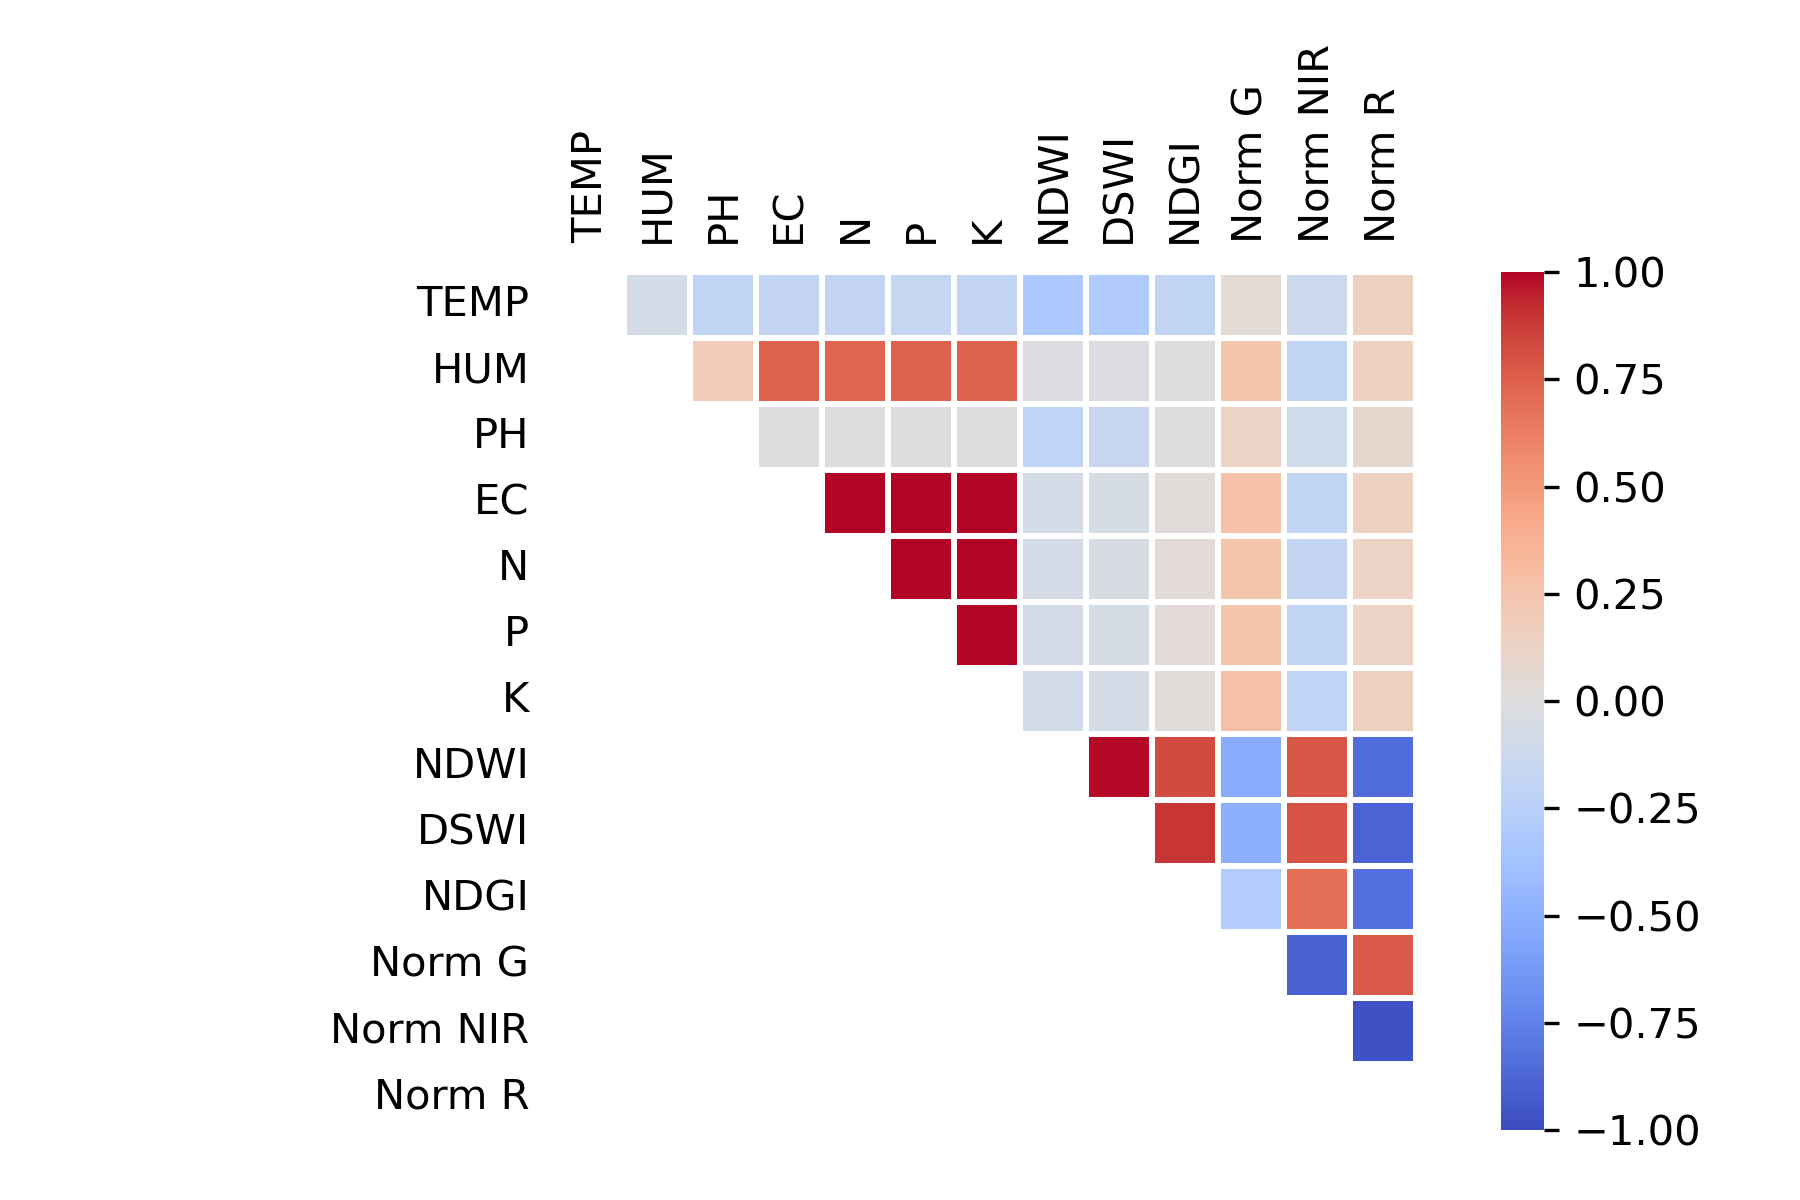 TEMP HUM PH EC N P K NDWI DSWI NDGI Norm G Norm NIR Norm R
TEMP
HUM
PH
EC
N
P
K
NDWI
DSWI
NDGI
Norm G
Norm NIR
Norm R
1.00
0.75
0.50
0.25
0.00
−0.25
−0.50
−0.75
−1.00